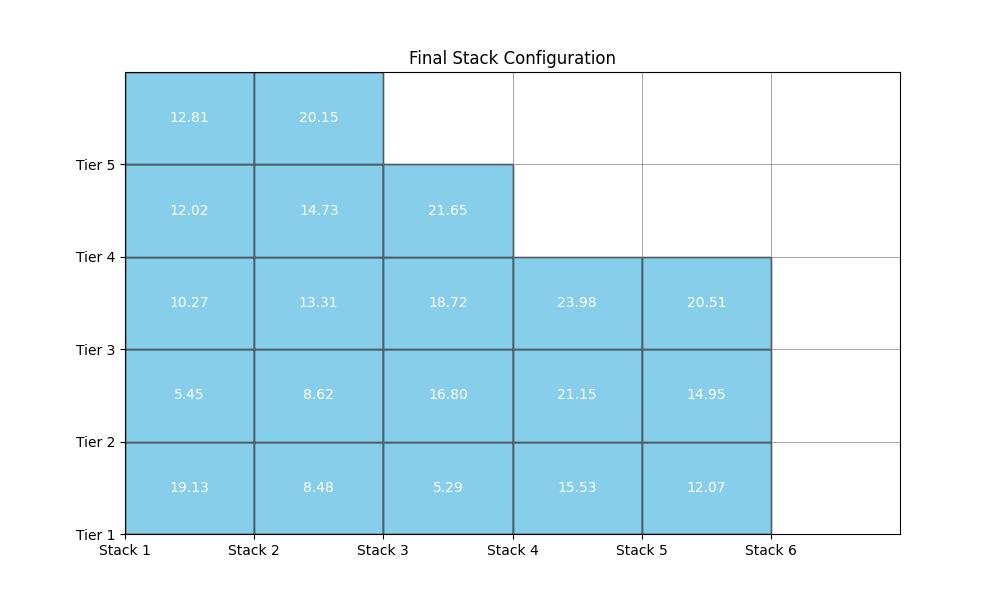 Final Stack Configuration
12.81 20.15
Tier 5
12.02 14.73 21.65
Tier 4
10.27 13.31 18.72 23.98 20.51
Tier 3
5.45 8.62 16.80 21.15 14.95
Tier 2
19.13 8.48 5.29 15.53 12.07
Tier 1
Stack 1 Stack 2 Stack 3 Stack 4 Stack 5 Stack 6